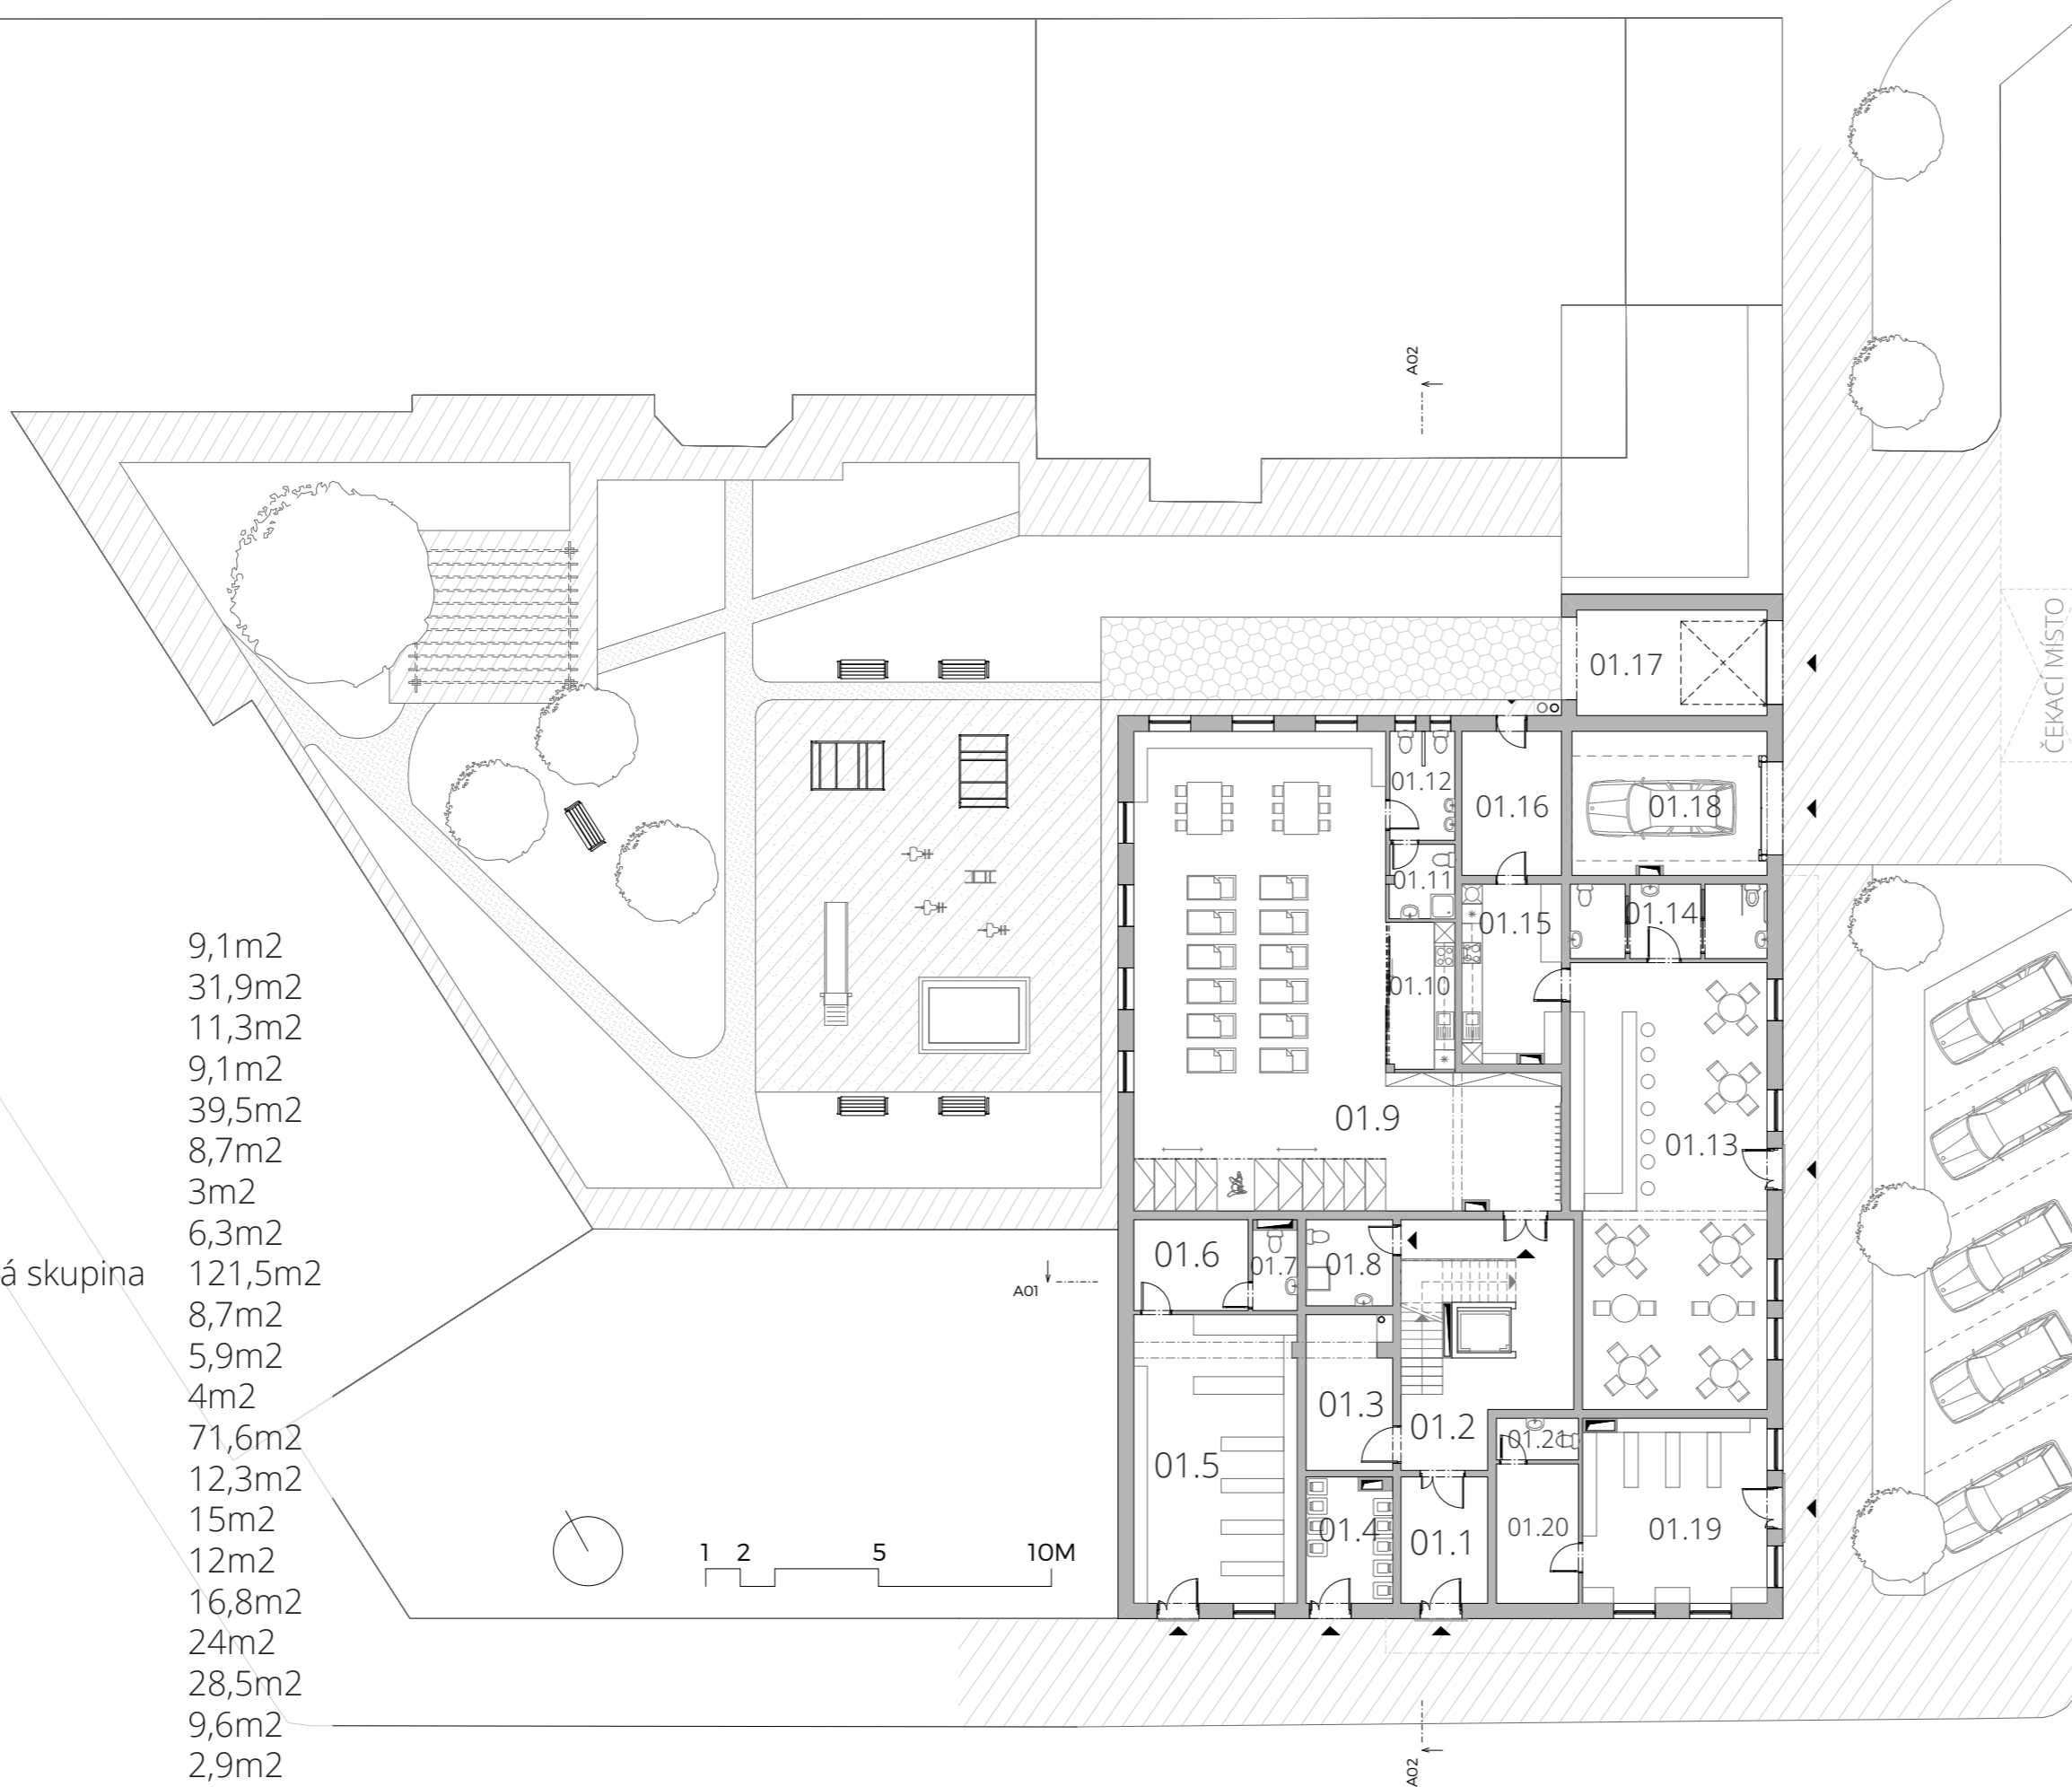 A02
ČEKACÍ MÍSTO
01.17
01.12
01.16
01.18
01.11
01.14
01.15
01.10
01.9
01.13
01.6
01.7
01.8
A01
01.3
01.2
01.21
01.5
01.4
01.1
01.20
01.19
1 2 5 10M
9,1m2
31,9m2
11,3m2
9,1m2
39,5m2
8,7m2
3m2
6,3m2
á skupina 121,5m2
8,7m2
5,9m2
4m2
71,6m2
12,3m2
15m2
12m2
16,8m2
24m2
28,5m2
9,6m2
2,9m2
A02